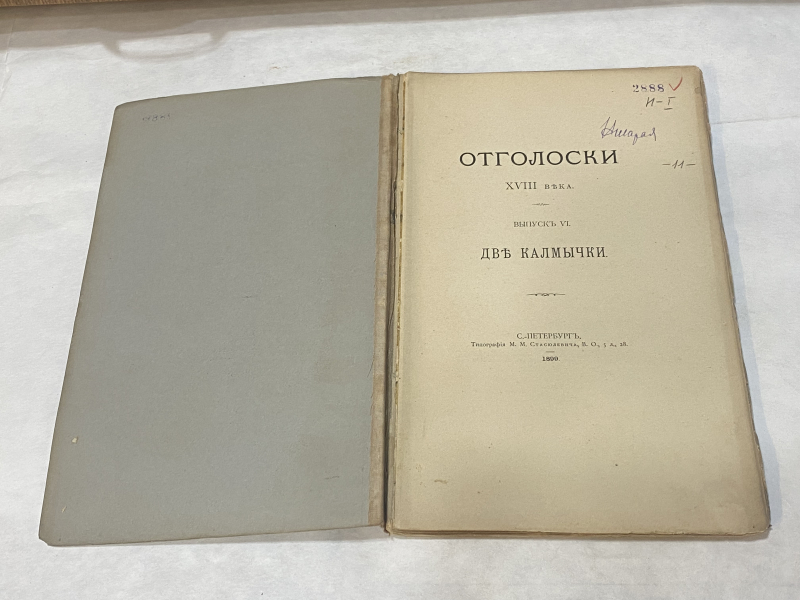 2888
И-I
-11-
ОТГОЛОСКИ
XVIII ВѢКА.
ВЫПУСКЪ VI.
ДВѢ КАЛМЫЧКИ.
С.-ПЕТЕРБУРГЪ.
Типографія М. М. Стасюлевича, В. О., 5 л., 28.
1899